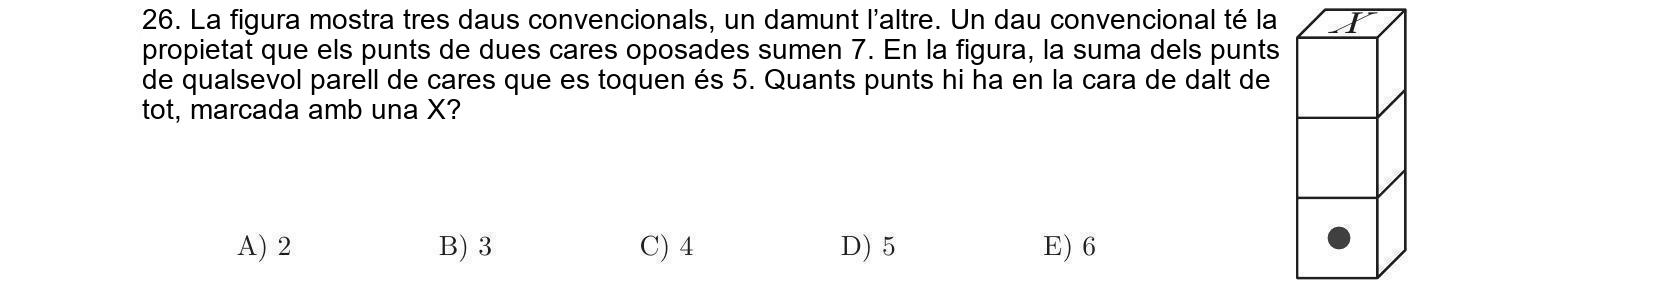 26. La figura mostra tres daus convencionals, un damunt l’altre. Un dau convencional té la
propietat que els punts de dues cares oposades sumen 7. En la figura, la suma dels punts
de qualsevol parell de cares que es toquen és 5. Quants punts hi ha en la cara de dalt de
tot, marcada amb una X?
X
A) 2 B) 3 C) 4 D) 5 E) 6